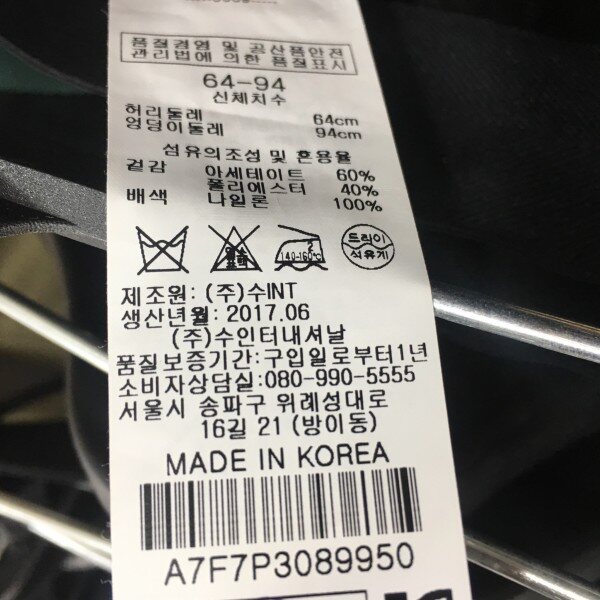 품질경영 및 공산품안전
관리법에 의한 품질표시
64-94
신체치수
허리둘레 64cm
엉덩이둘레 94cm
섬유의조성 및 혼용율
겉감 아세테이트 60%
폴리에스터 40%
배색 나일론 100%
140-160℃
드라이
석유계
제조원: (주)수INT
생산년월: 2017.06
(주)수인터내셔날
품질보증기간:구입일로부터1년
소비자상담실:080-990-5555
서울시 송파구 위례성대로
16길 21 (방이동)
MADE IN KOREA
A7F7P3089950